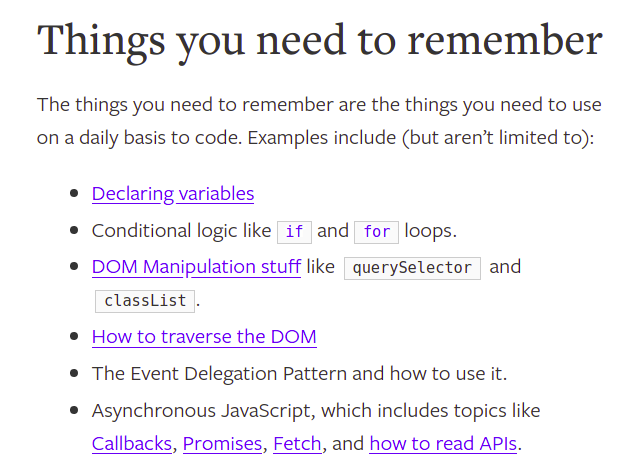 Things you need to remember
The things you need to remember are the things you need to use
on a daily basis to code. Examples include (but aren’t limited to):
Declaring variables
Conditional logic like if and for loops.
DOM Manipulation stuff like querySelector and
classList.
How to traverse the DOM
The Event Delegation Pattern and how to use it.
Asynchronous JavaScript, which includes topics like
Callbacks, Promises, Fetch, and how to read APIs.